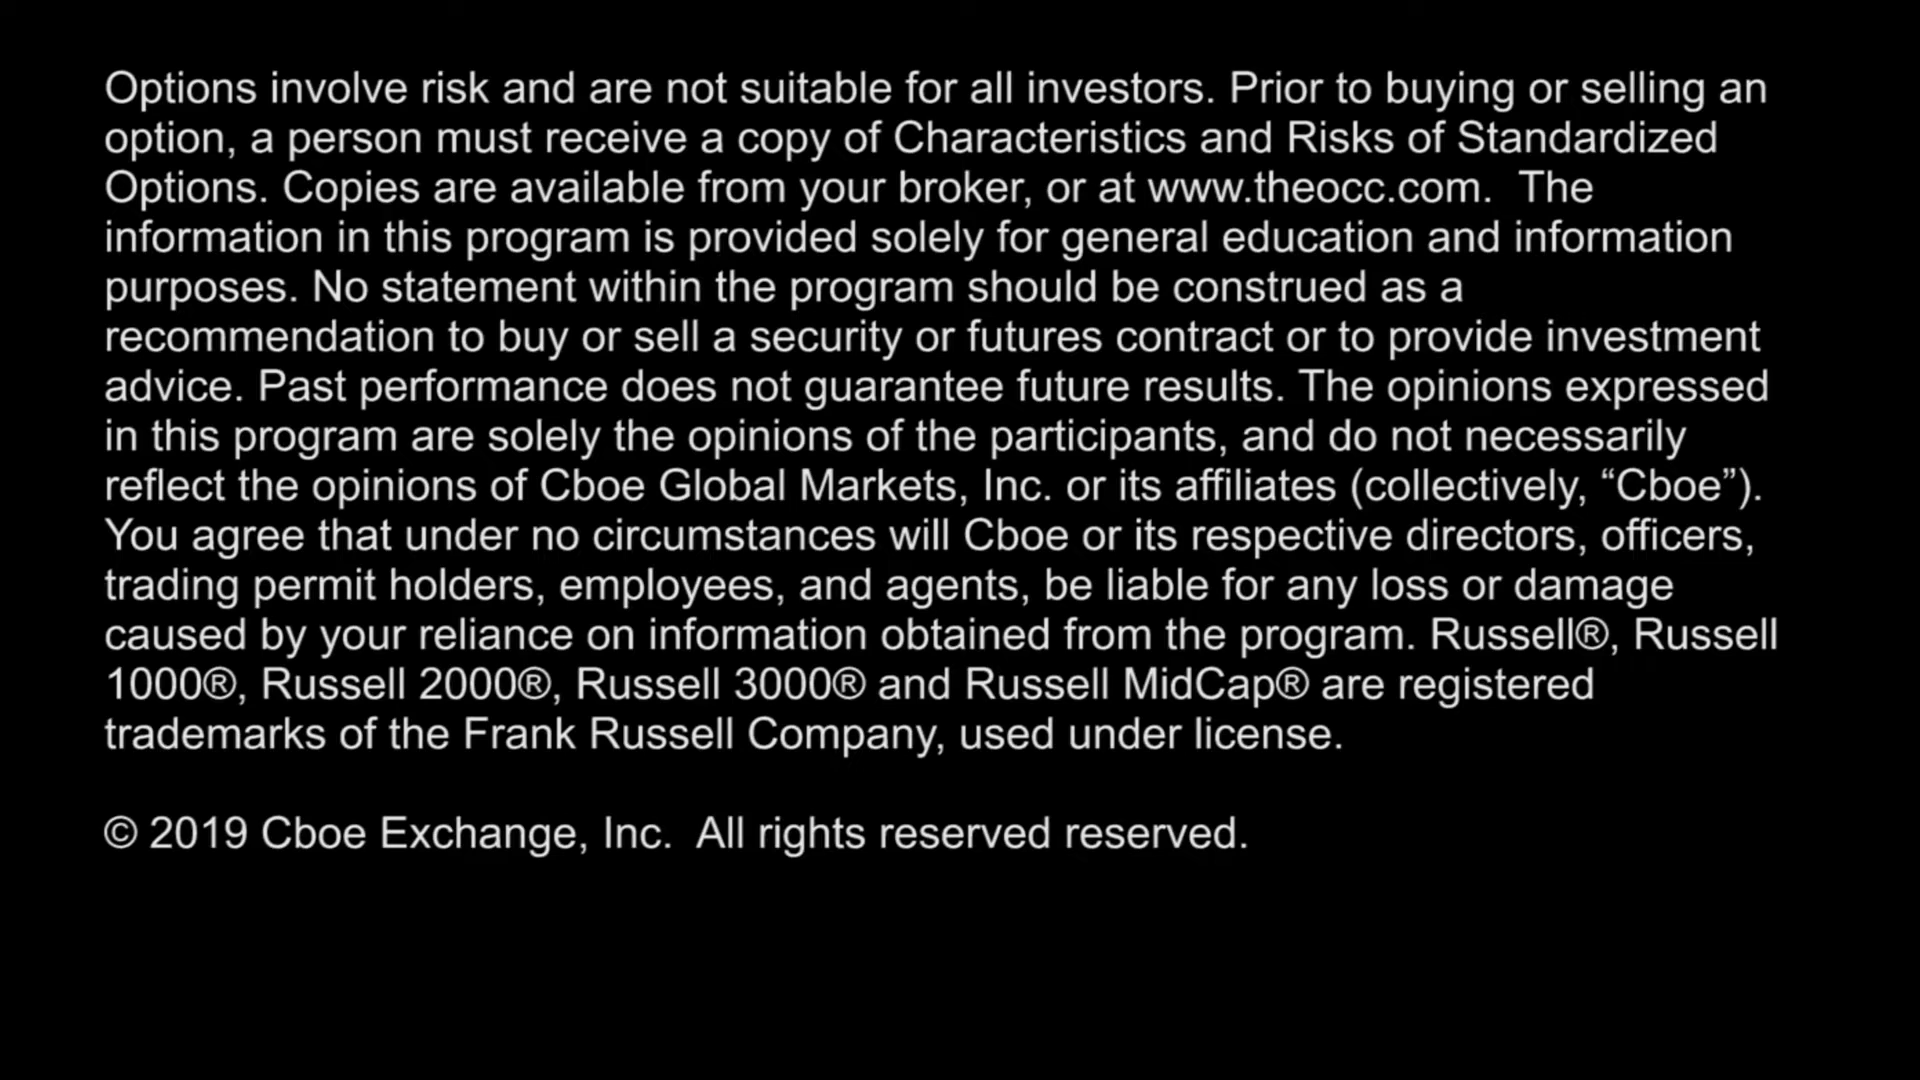 Options involve risk and are not suitable for all investors. Prior to buying or selling an
option, a person must receive a copy of Characteristics and Risks of Standardized
Options. Copies are available from your broker, or at www.theocc.com.  The
information in this program is provided solely for general education and information
purposes. No statement within the program should be construed as a
recommendation to buy or sell a security or futures contract or to provide investment
advice. Past performance does not guarantee future results. The opinions expressed
in this program are solely the opinions of the participants, and do not necessarily
reflect the opinions of Cboe Global Markets, Inc. or its affiliates (collectively, “Cboe”).
You agree that under no circumstances will Cboe or its respective directors, officers,
trading permit holders, employees, and agents, be liable for any loss or damage
caused by your reliance on information obtained from the program. Russell®, Russell
1000®, Russell 2000®, Russell 3000® and Russell MidCap® are registered
trademarks of the Frank Russell Company, used under license.
© 2019 Cboe Exchange, Inc.  All rights reserved reserved.